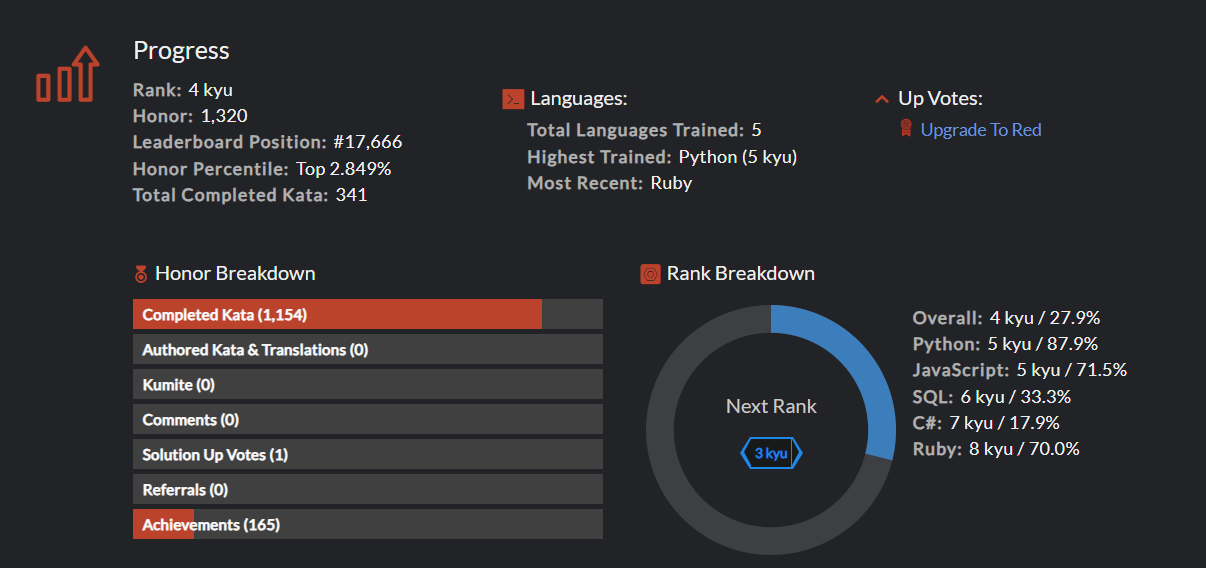 Progress
Rank: 4 kyu
Honor: 1,320
Leaderboard Position: #17,666
Honor Percentile: Top 2.849%
Total Completed Kata: 341
Languages:
Total Languages Trained: 5
Highest Trained: Python (5 kyu)
Most Recent: Ruby
Up Votes:
Upgrade To Red
Honor Breakdown
Completed Kata (1,154)
Authored Kata & Translations (0)
Kumite (0)
Comments (0)
Solution Up Votes (1)
Referrals (0)
Achievements (165)
Rank Breakdown
Next Rank
3 kyu
Overall: 4 kyu / 27.9%
Python: 5 kyu / 87.9%
JavaScript: 5 kyu / 71.5%
SQL: 6 kyu / 33.3%
C#: 7 kyu / 17.9%
Ruby: 8 kyu / 70.0%